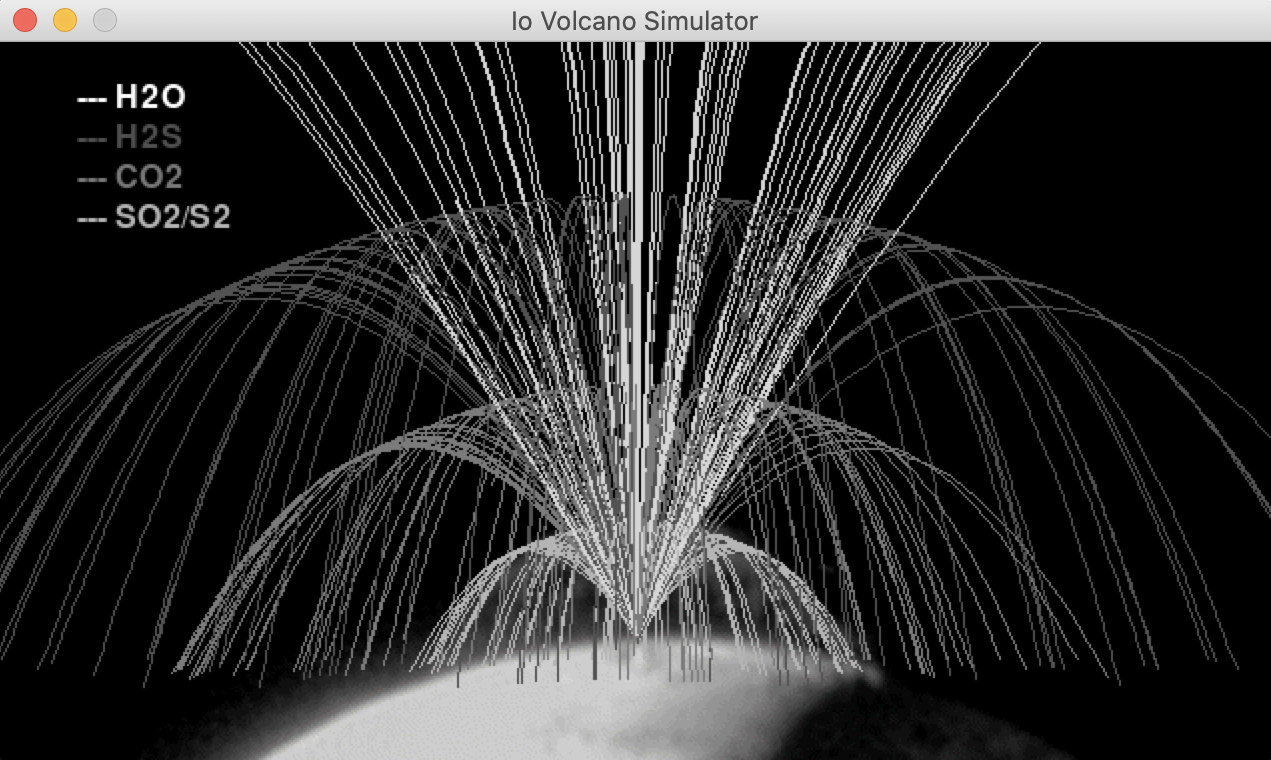 Io Volcano Simulator
--- H2O
--- H2S
--- CO2
--- SO2/S2